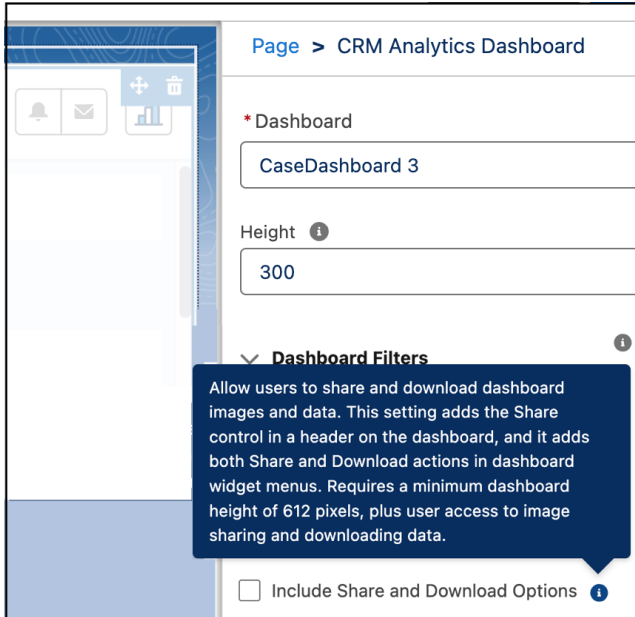 Page > CRM Analytics Dashboard
* Dashboard
CaseDashboard 3
Height
300
Dashboard Filters
Allow users to share and download dashboard
images and data. This setting adds the Share
control in a header on the dashboard, and it adds
both Share and Download actions in dashboard
widget menus. Requires a minimum dashboard
height of 612 pixels, plus user access to image
sharing and downloading data.
Include Share and Download Options